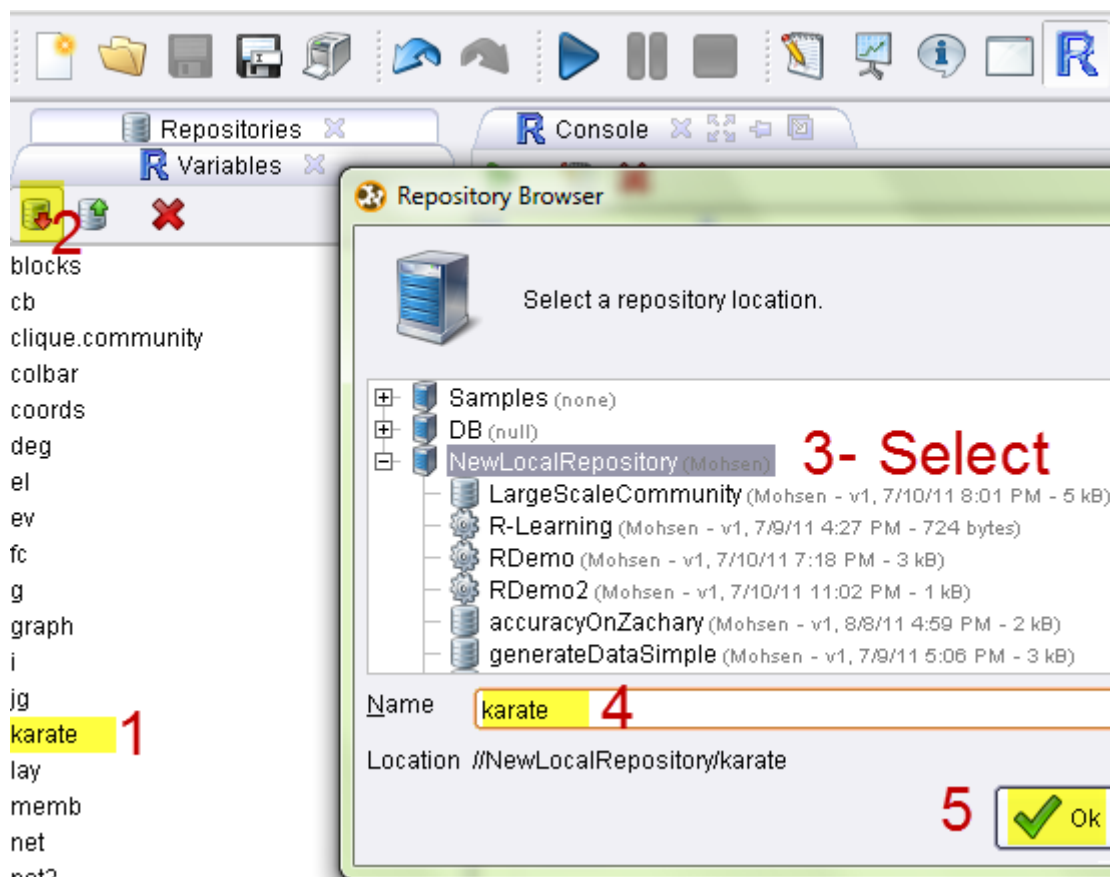 Repositories
R Console
R Variables
2
Repository Browser
Select a repository location.
blocks
cb
clique.community
colbar
coords
deg
el
ev
fc
g
graph
i
jg
karate 1
lay
memb
net
Samples (none)
DB (null)
NewLocalRepository (Mohsen) 3- Select
LargeScaleCommunity (Mohsen - v1, 7/10/11 8:01 PM - 5 kB)
R-Learning (Mohsen - v1, 7/9/11 4:27 PM - 724 bytes)
RDemo (Mohsen - v1, 7/10/11 7:18 PM - 3 kB)
RDemo2 (Mohsen - v1, 7/10/11 11:02 PM - 1 kB)
accuracyOnZachary (Mohsen - v1, 8/8/11 4:59 PM - 2 kB)
generateDataSimple (Mohsen - v1, 7/9/11 5:06 PM - 3 kB)
Name karate 4
Location //NewLocalRepository/karate
5 Ok